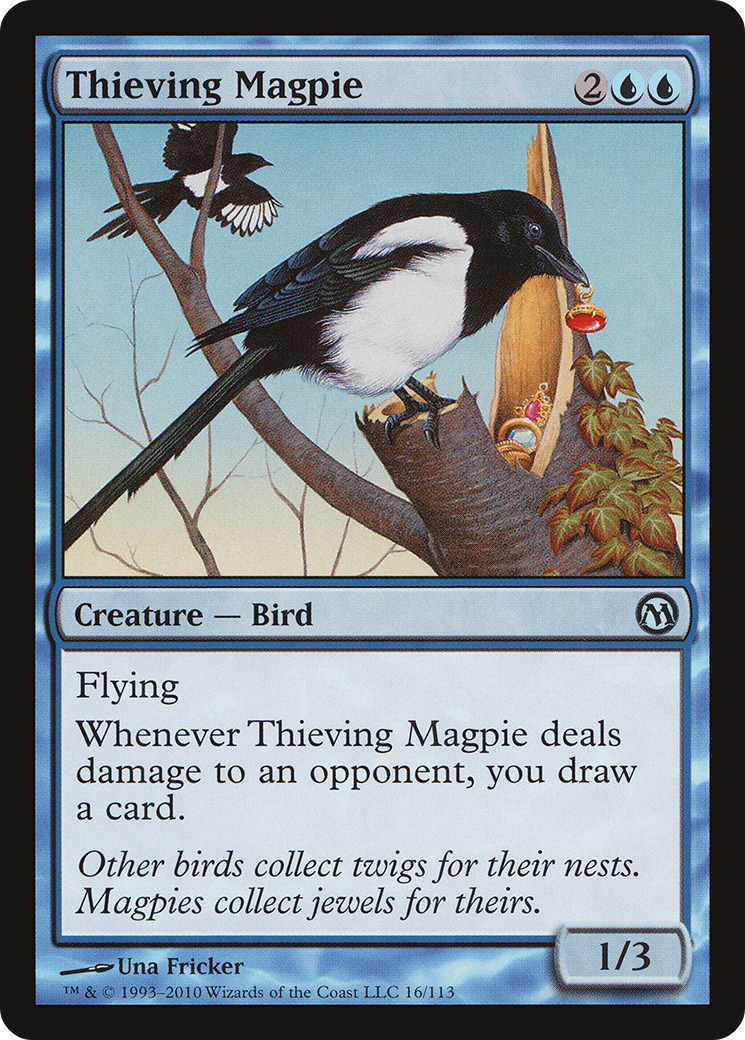 Thieving Magpie 2
Creature — Bird
Flying
Whenever Thieving Magpie deals
damage to an opponent, you draw
a card.
Other birds collect twigs for their nests.
Magpies collect jewels for theirs.
1/3
Una Fricker
™ & © 1993–2010 Wizards of the Coast LLC 16/113